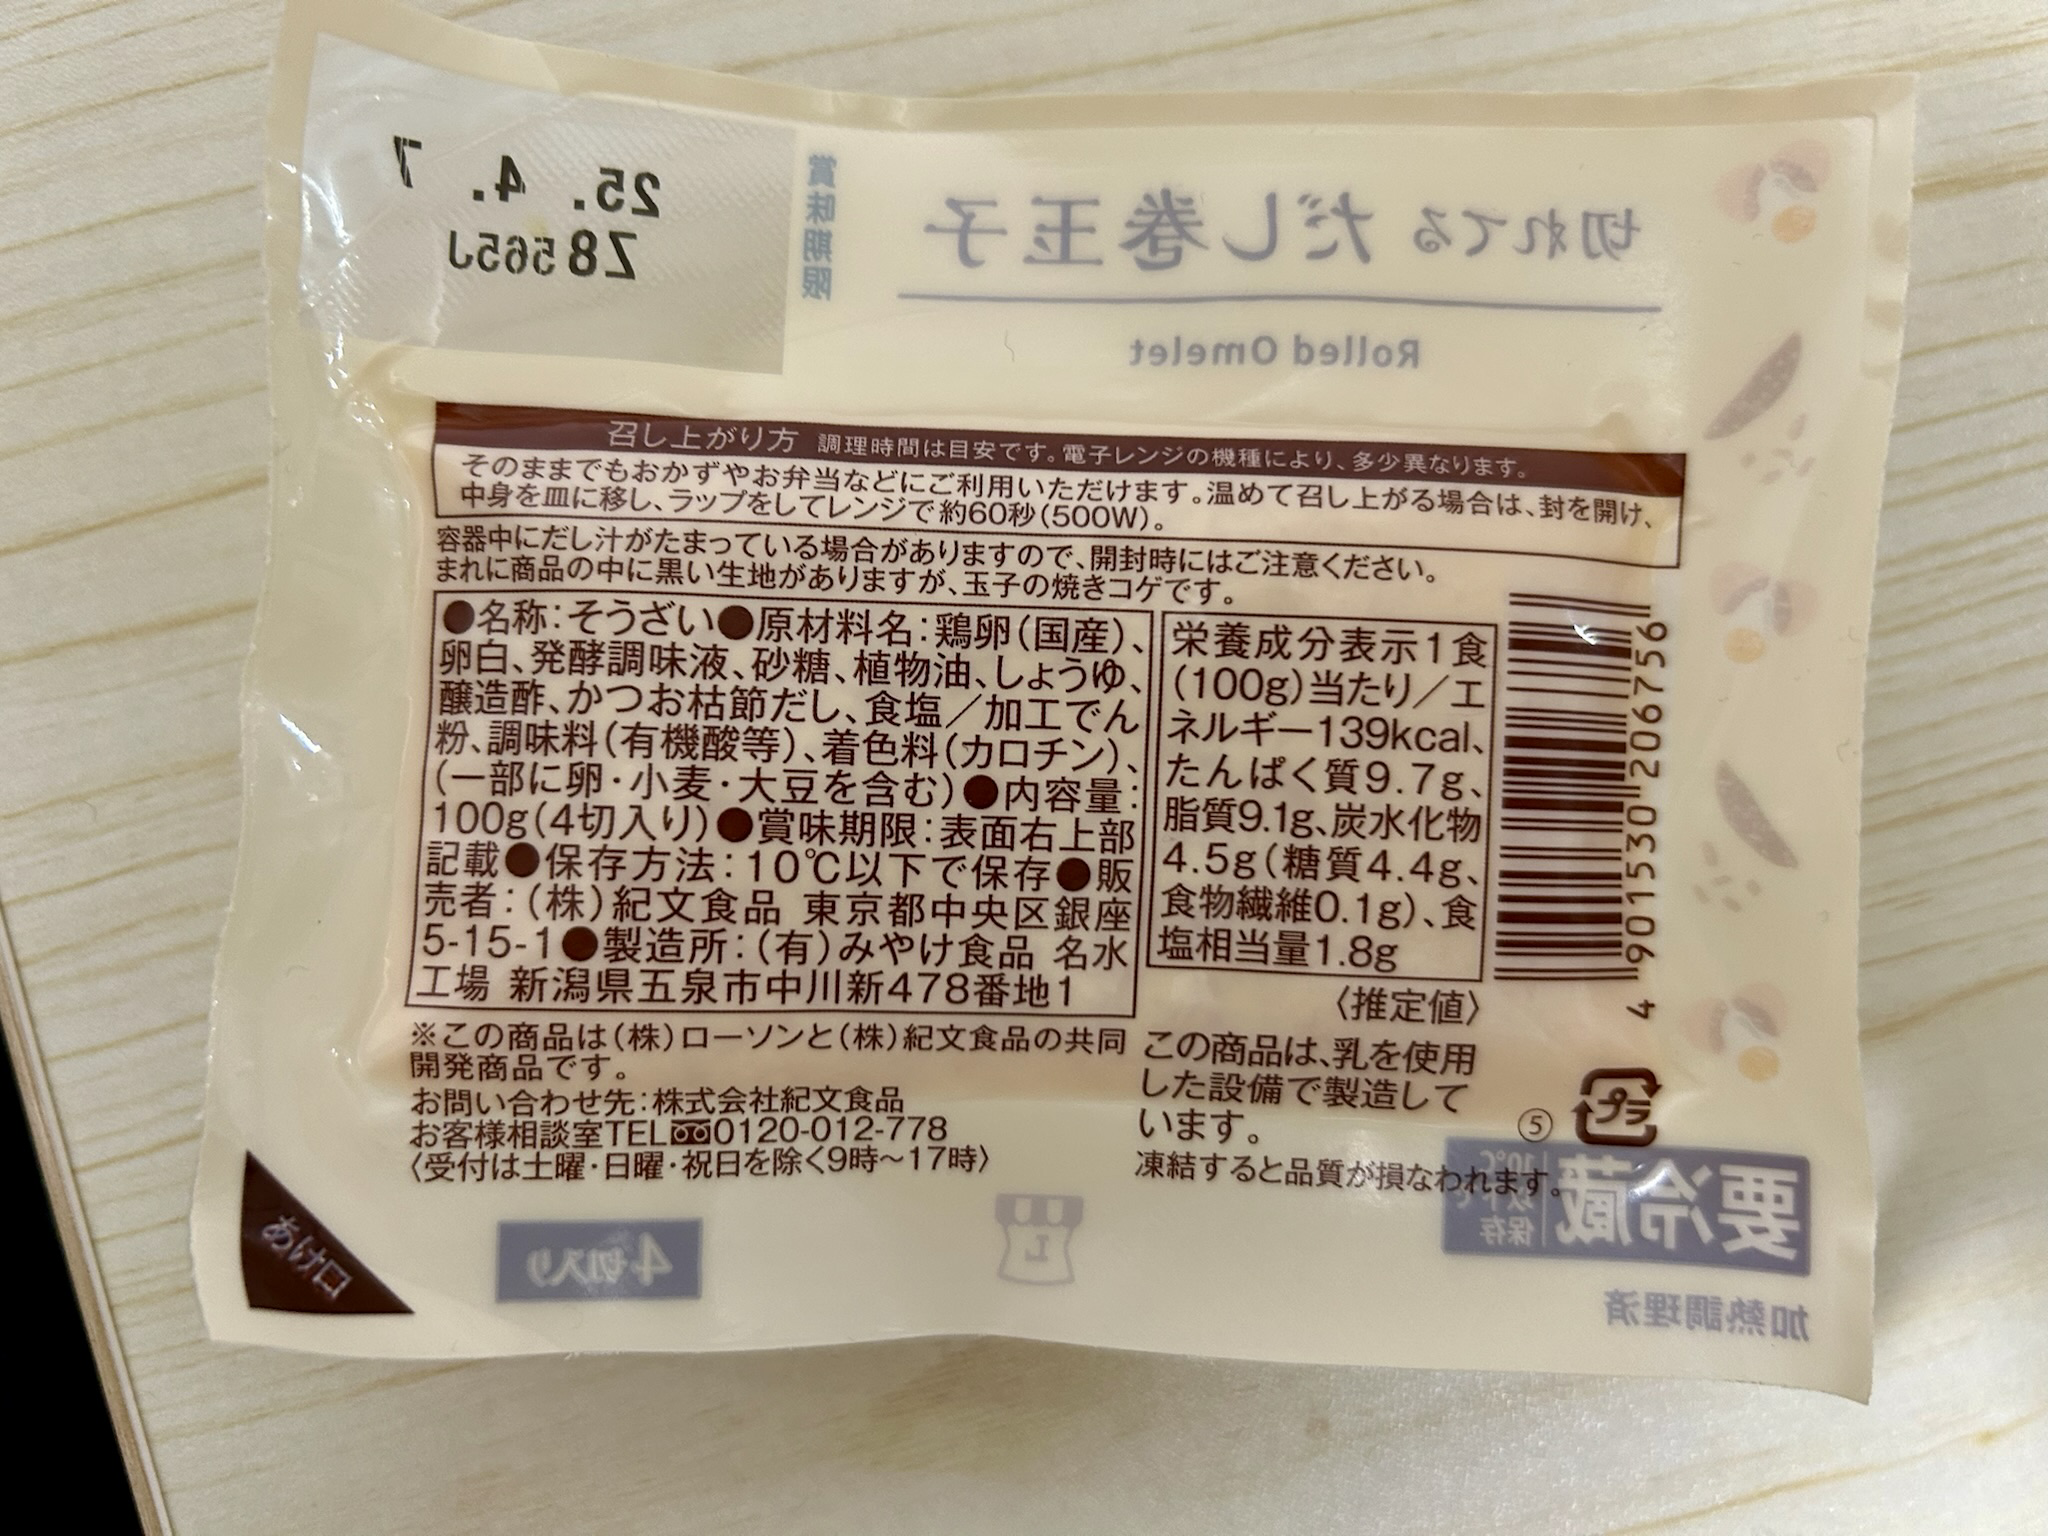 25. 4. 7
Z8565J
賞味期限
切れてる だし巻玉子
Rolled Omelet
召し上がり方 調理時間は目安です。電子レンジの機種により、多少異なります。
そのままでもおかずやお弁当などにご利用いただけます。温めて召し上がる場合は、封を開け、
中身を皿に移し、ラップをしてレンジで約60秒(500W)。
容器中にだし汁がたまっている場合がありますので、開封時にはご注意ください。
まれに商品の中に黒い生地がありますが、玉子の焼きコゲです。
●名称:そうざい●原材料名:鶏卵(国産)、
卵白、発酵調味液、砂糖、植物油、しょうゆ、
醸造酢、かつお枯節だし、食塩/加工でん
粉、調味料(有機酸等)、着色料(カロチン)、
(一部に卵・小麦・大豆を含む)●内容量:
100g(4切入り)●賞味期限:表面右上部
記載●保存方法:10℃以下で保存●販
売者:(株)紀文食品 東京都中央区銀座
5-15-1●製造所:(有)みやけ食品 名水
工場 新潟県五泉市中川新478番地1
栄養成分表示1食
(100g)当たり/エ
ネルギー139kcal、
たんぱく質9.7g、
脂質9.1g、炭水化物
4.5g(糖質4.4g、
食物繊維0.1g)、食
塩相当量1.8g
〈推定値〉
4 901530 206756
※この商品は(株)ローソンと(株)紀文食品の共同
開発商品です。
お問い合わせ先:株式会社紀文食品
お客様相談室TEL0120-012-778
〈受付は土曜・日曜・祝日を除く9時〜17時〉
この商品は、乳を使用
した設備で製造して
います。
凍結すると品質が損なわれます。
⑤
プラ
要冷蔵
10℃
以下で
保存
加熱調理済
L
4切入り
あけ口